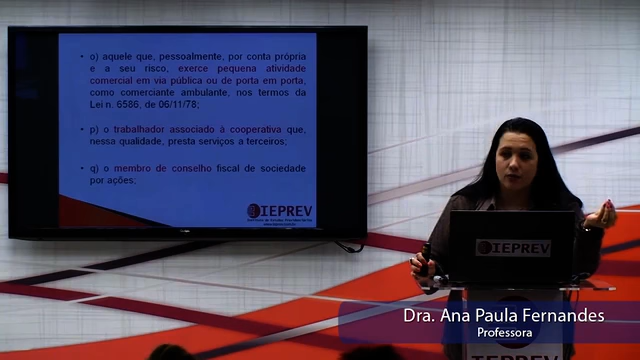 • o) aquele que, pessoalmente, por conta própria
e a seu risco, exerce pequena atividade
comercial em via pública ou de porta em porta,
como comerciante ambulante, nos termos da
Lei n. 6586, de 06/11/78;
• p) o trabalhador associado à cooperativa que,
nessa qualidade, presta serviços a terceiros;
• q) o membro de conselho fiscal de sociedade
por ações;
IEPREV
IEPREV
Dra. Ana Paula Fernandes
Professora
IEPREV